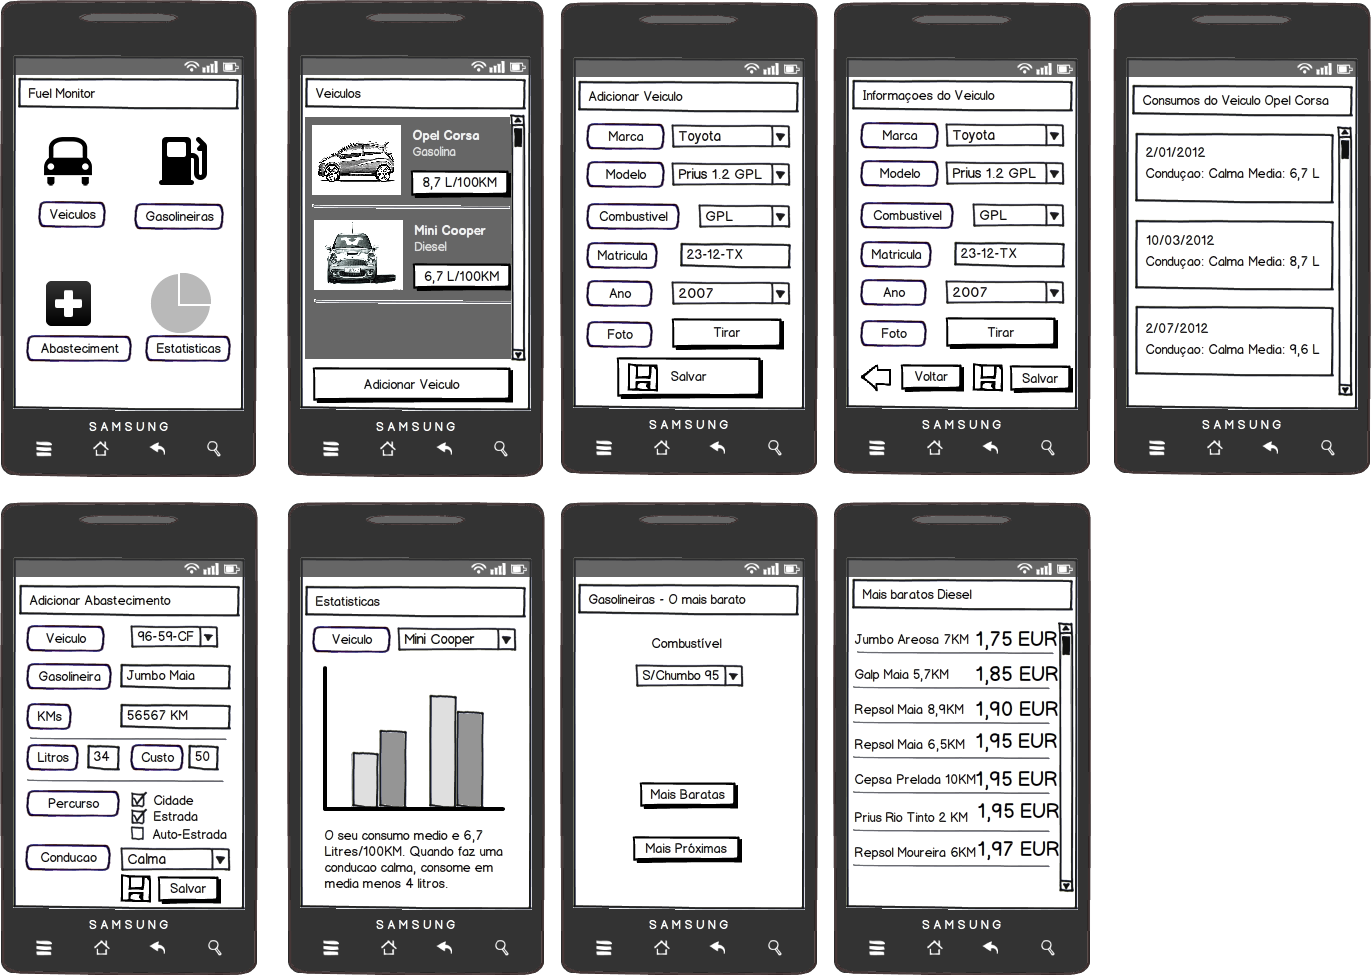 Fuel Monitor
Veiculos
Gasolineiras
Abasteciment
Estatisticas
SAMSUNG
Veiculos
Opel Corsa
Gasolina
8,7 L/100KM
Mini Cooper
Diesel
6,7 L/100KM
Adicionar Veiculo
SAMSUNG
Adicionar Veiculo
Marca Toyota
Modelo Prius 1.2 GPL
Combustivel GPL
Matricula 23-12-TX
Ano 2007
Foto Tirar
Salvar
SAMSUNG
Informaçoes do Veiculo
Marca Toyota
Modelo Prius 1.2 GPL
Combustivel GPL
Matricula 23-12-TX
Ano 2007
Foto Tirar
Voltar Salvar
SAMSUNG
Consumos do Veiculo Opel Corsa
2/01/2012
Conduçao: Calma Media: 6,7 L
10/03/2012
Conduçao: Calma Media: 8,7 L
2/07/2012
Conduçao: Calma Media: 9,6 L
SAMSUNG
Adicionar Abastecimento
Veiculo 96-59-CF
Gasolineira Jumbo Maia
KMs 56567 KM
Litros 34 Custo 50
Percurso Cidade
Estrada
Auto-Estrada
Conducao Calma
Salvar
SAMSUNG
Estatisticas
Veiculo Mini Cooper
O seu consumo medio e 6,7
Litres/100KM. Quando faz uma
conducao calma, consome em
media menos 4 litros.
SAMSUNG
Gasolineiras - O mais barato
Combustível
S/Chumbo 95
Mais Baratas
Mais Próximas
SAMSUNG
Mais baratos Diesel
Jumbo Areosa 7KM 1,75 EUR
Galp Maia 5,7KM 1,85 EUR
Repsol Maia 8,9KM 1,90 EUR
Repsol Maia 6,5KM 1,95 EUR
Cepsa Prelada 10KM 1,95 EUR
Prius Rio Tinto 2 KM 1,95 EUR
Repsol Moureira 6KM 1,97 EUR
SAMSUNG